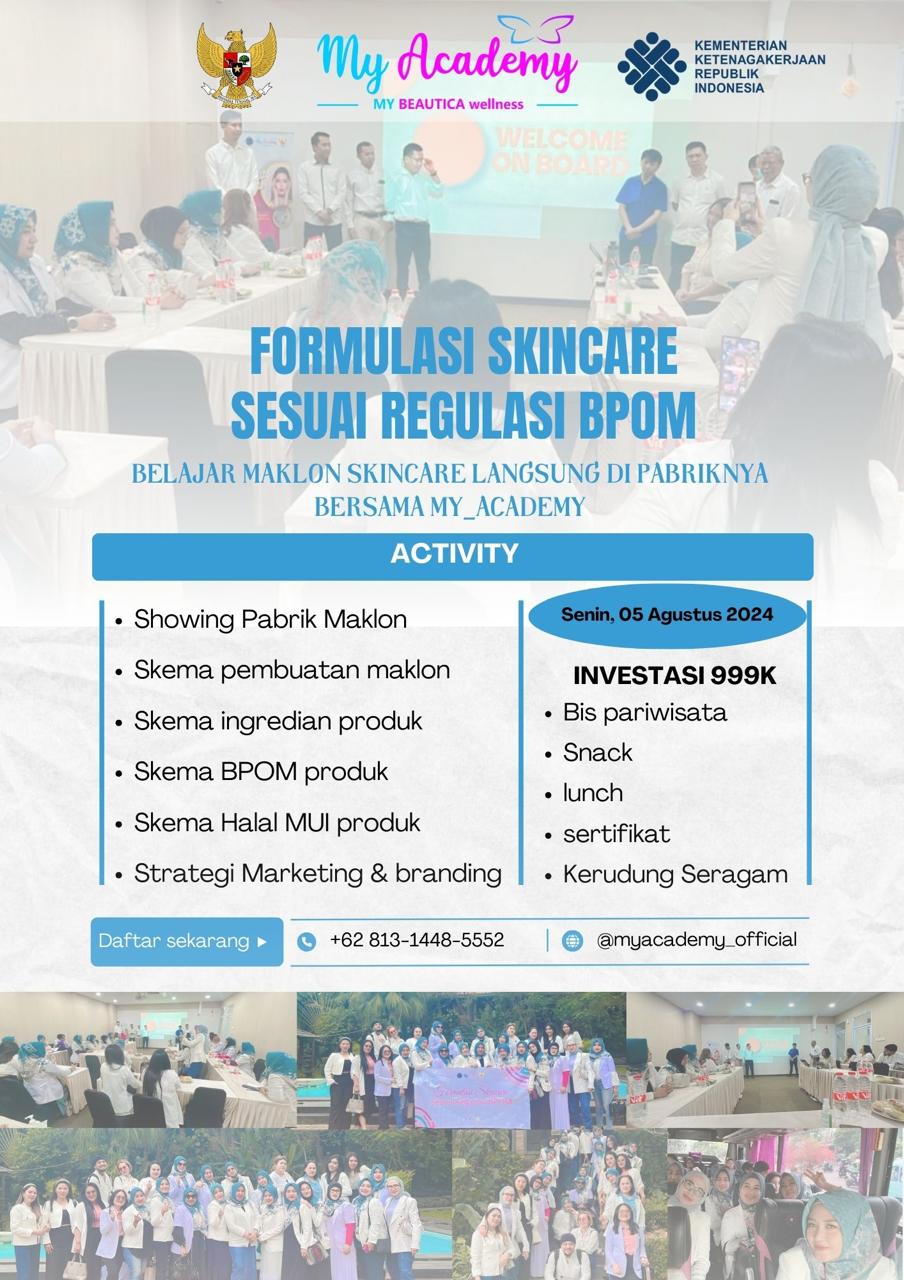 My Academy
MY BEAUTICA wellness
KEMENTERIAN
KETENAGAKERJAAN
REPUBLIK
INDONESIA
WELCOME
ON BOARD
FORMULASI SKINCARE
SESUAI REGULASI BPOM
BELAJAR MAKLON SKINCARE LANGSUNG DI PABRIKNYA
BERSAMA MY_ACADEMY
ACTIVITY
Showing Pabrik Maklon
Skema pembuatan maklon
Skema ingredian produk
Skema BPOM produk
Skema Halal MUI produk
Strategi Marketing & branding
Senin, 05 Agustus 2024
INVESTASI 999K
Bis pariwisata
Snack
lunch
sertifikat
Kerudung Seragam
Daftar sekarang
+62 813-1448-5552
@myacademy_official